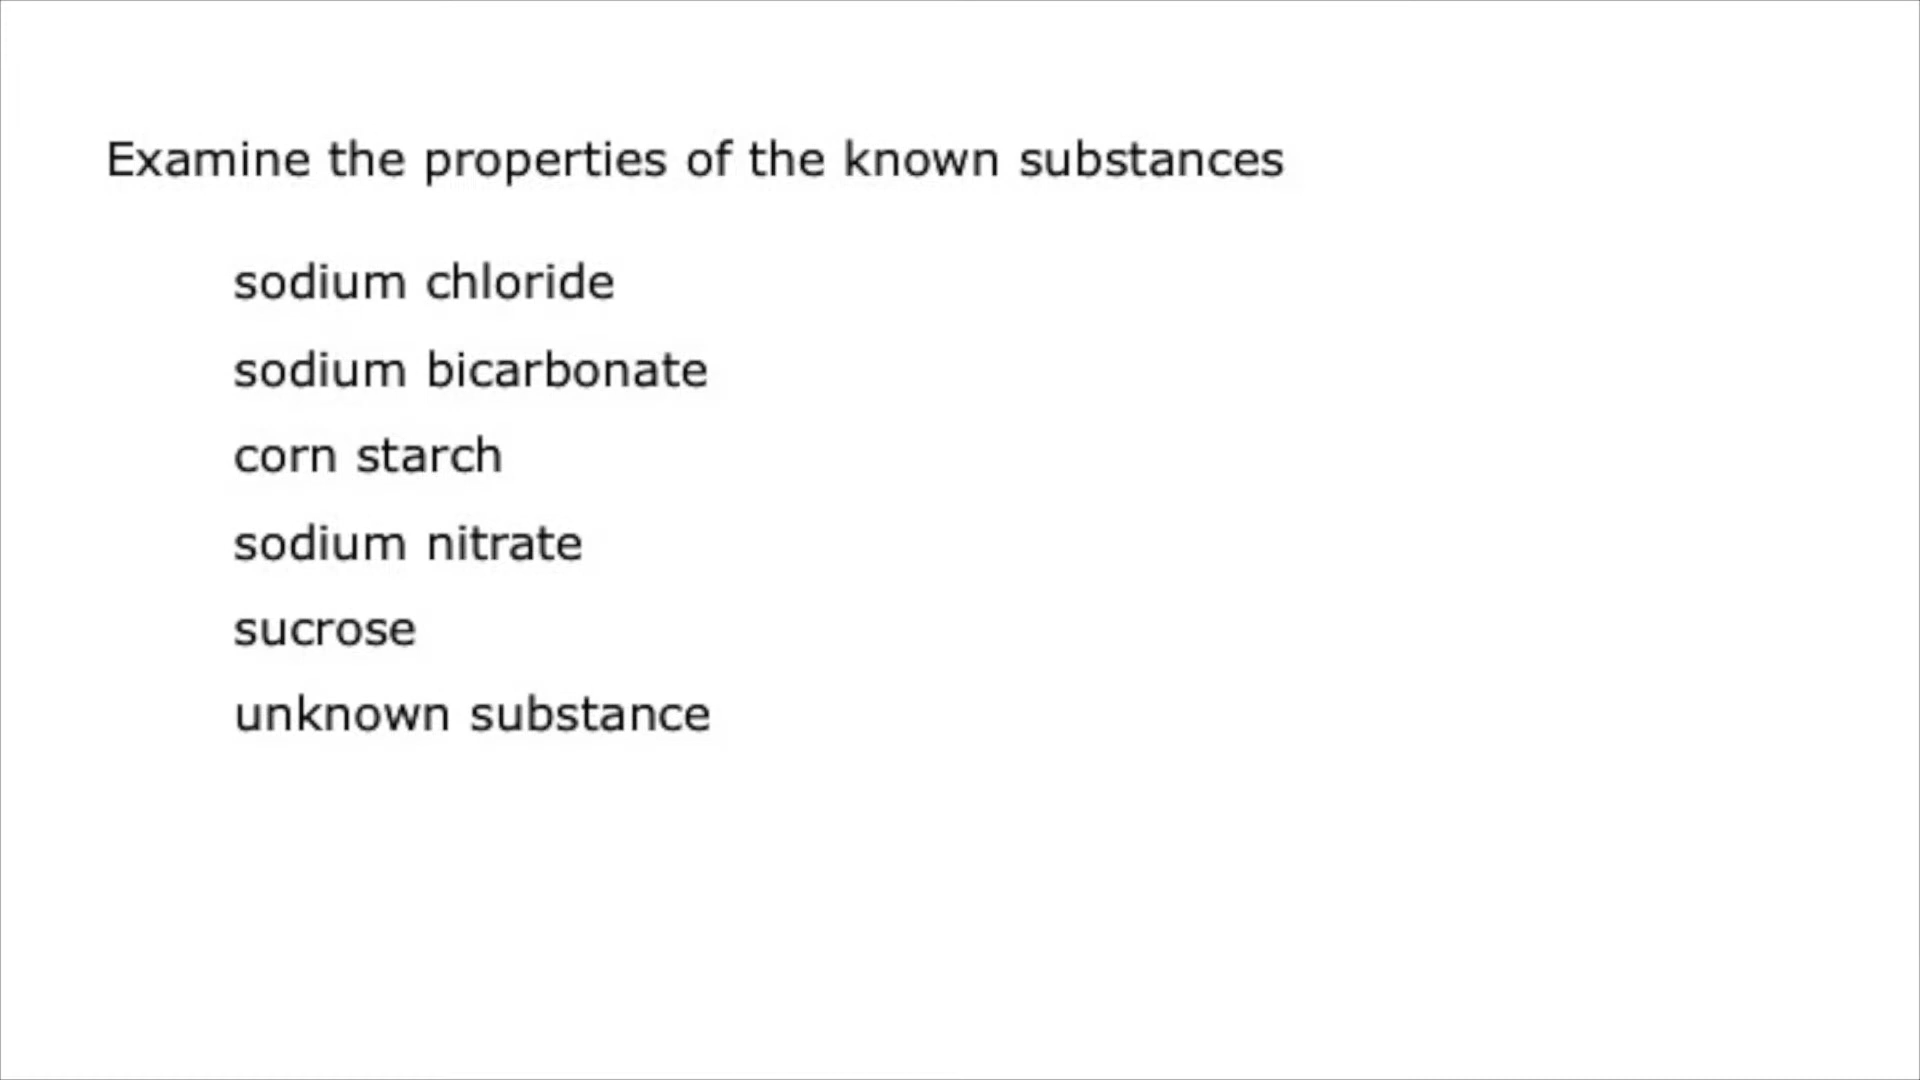 Examine the properties of the known substances
sodium chloride
sodium bicarbonate
corn starch
sodium nitrate
sucrose
unknown substance